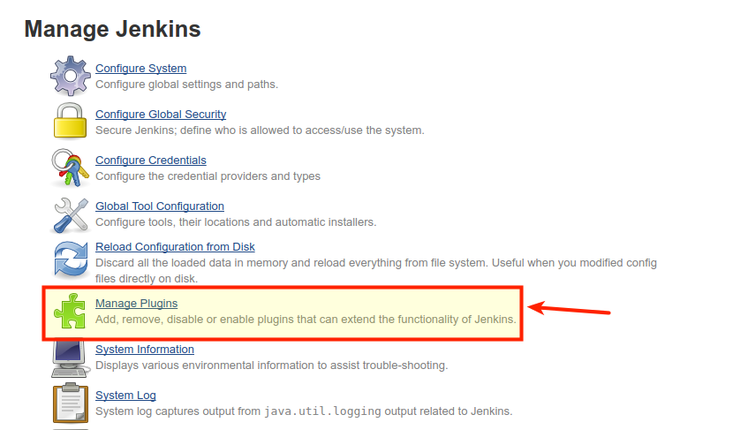 Manage Jenkins
Configure System
Configure global settings and paths.
Configure Global Security
Secure Jenkins; define who is allowed to access/use the system.
Configure Credentials
Configure the credential providers and types
Global Tool Configuration
Configure tools, their locations and automatic installers.
Reload Configuration from Disk
Discard all the loaded data in memory and reload everything from file system. Useful when you modified config
files directly on disk.
Manage Plugins
Add, remove, disable or enable plugins that can extend the functionality of Jenkins.
System Information
Displays various environmental information to assist trouble-shooting.
System Log
System log captures output from java.util.logging output related to Jenkins.